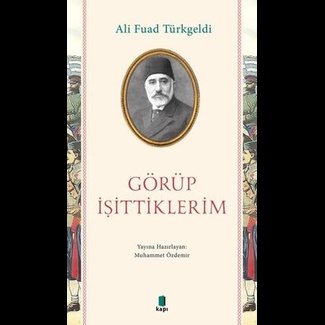 Ali Fuad Türkgeldi
GÖRÜP
İŞİTTİKLERİM
Yayına Hazırlayan:
Muhammet Özdemir
kapı